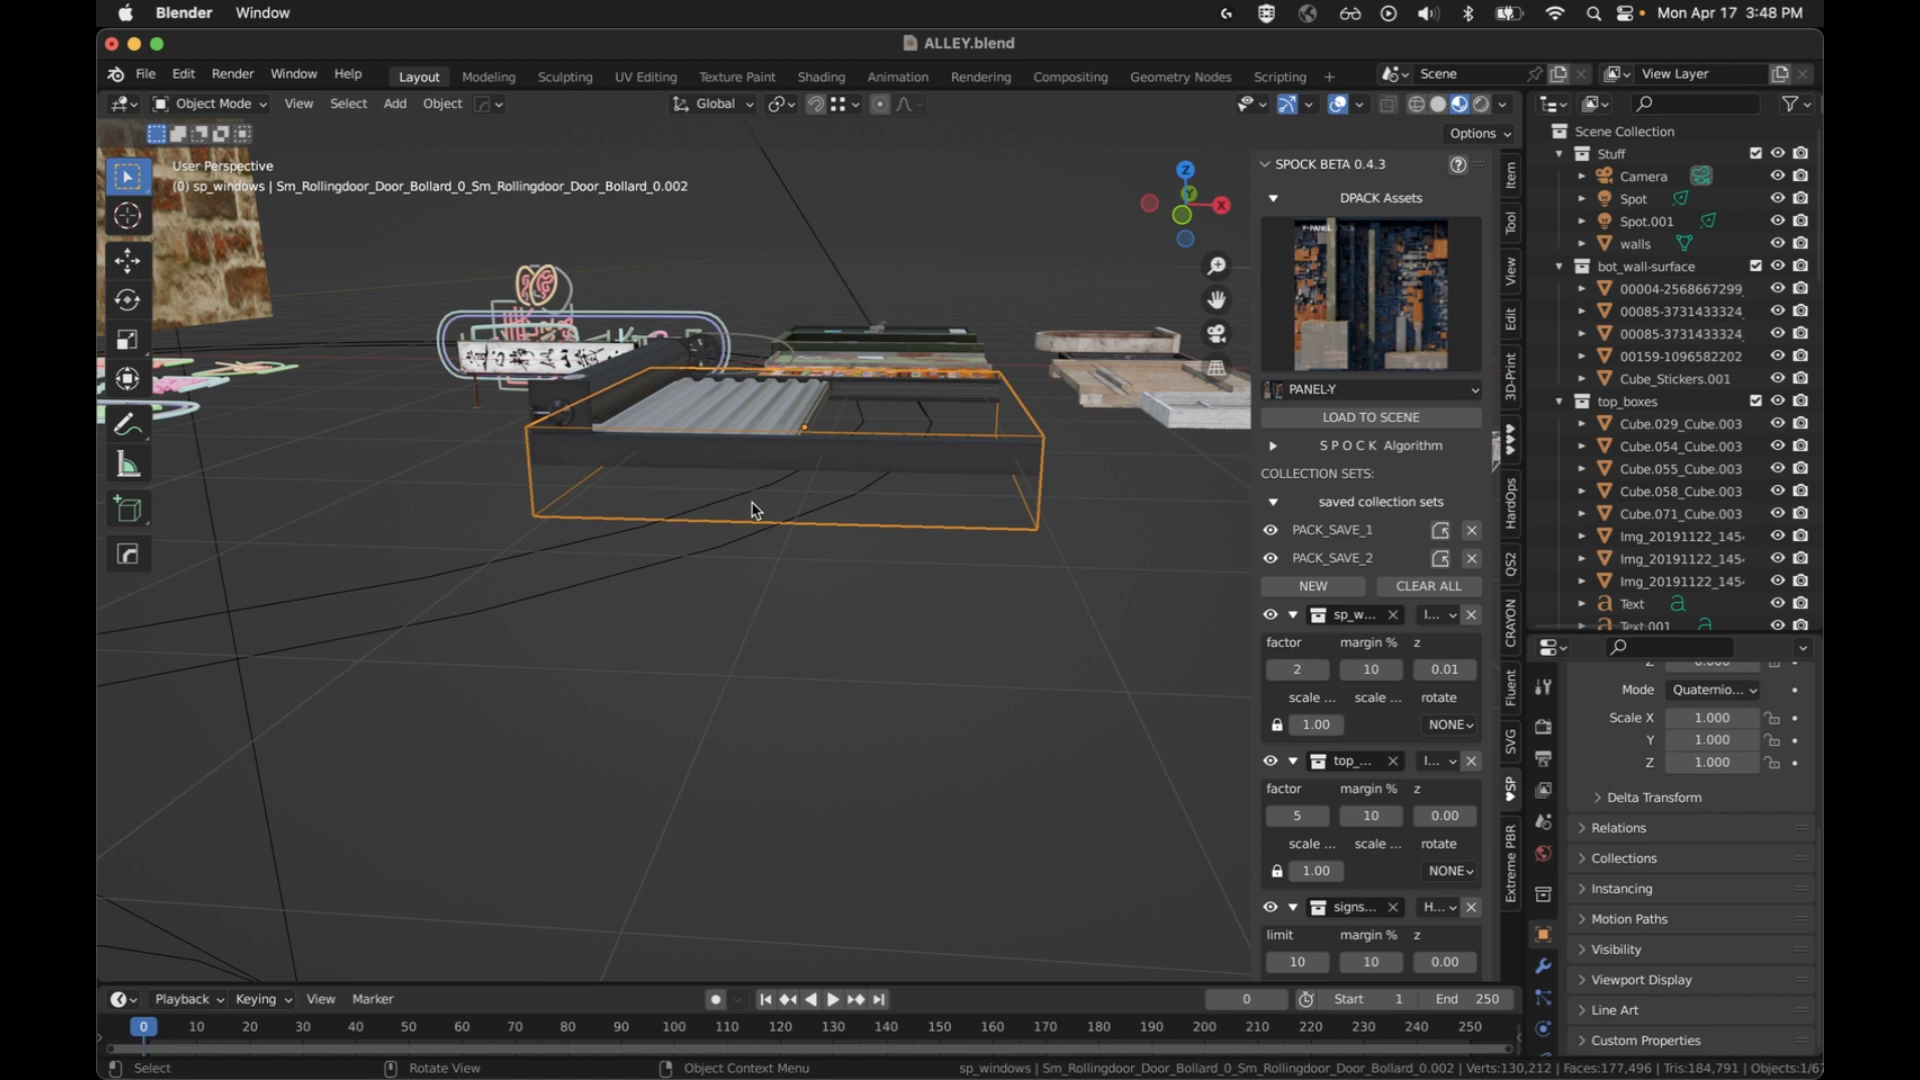 Blender Window Mon Apr 17 3:48 PM
ALLEY.blend
File Edit Render Window Help Layout Modeling Sculpting UV Editing Texture Paint Shading Animation Rendering Compositing Geometry Nodes Scripting + Scene View Layer
Object Mode View Select Add Object Global
Options
User Perspective
(0) sp_windows | Sm_Rollingdoor_Door_Bollard_0_Sm_Rollingdoor_Door_Bollard_0.002
Z
Y
X
SPOCK BETA 0.4.3
DPACK Assets
Y-PANEL
PANEL-Y
LOAD TO SCENE
S P O C K Algorithm
COLLECTION SETS:
saved collection sets
PACK_SAVE_1
PACK_SAVE_2
NEW CLEAR ALL
sp_w... I...
factor margin % z
2 10 0.01
scale ... scale ... rotate
1.00 NONE
top_... I...
factor margin % z
5 10 0.00
scale ... scale ... rotate
1.00 NONE
signs... H...
limit margin % z
10 10 0.00
Item
Tool
View
Edit
3D-Print
♥♥♥
HardOps
QS2
CRAYON
Fluent
SVG
♥SP
Extreme PBR
Scene Collection
Stuff
Camera
Spot
Spot.001
walls
bot_wall-surface
00004-2568667299
00085-3731433324
00085-3731433324
00159-1096582202
Cube_Stickers.001
top_boxes
Cube.029_Cube.003
Cube.054_Cube.003
Cube.055_Cube.003
Cube.058_Cube.003
Cube.071_Cube.003
Img_20191122_145
Img_20191122_145
Img_20191122_145
Text
Text.001
Z 0.000
Mode Quaternio...
Scale X 1.000
Y 1.000
Z 1.000
Delta Transform
Relations
Collections
Instancing
Motion Paths
Visibility
Viewport Display
Line Art
Custom Properties
Playback Keying View Marker 0 Start 1 End 250
0 10 20 30 40 50 60 70 80 90 100 110 120 130 140 150 160 170 180 190 200 210 220 230 240 250
Select Rotate View Object Context Menu sp_windows | Sm_Rollingdoor_Door_Bollard_0_Sm_Rollingdoor_Door_Bollard_0.002 | Verts:130,212 | Faces:177,496 | Tris:184,791 | Objects:1/6